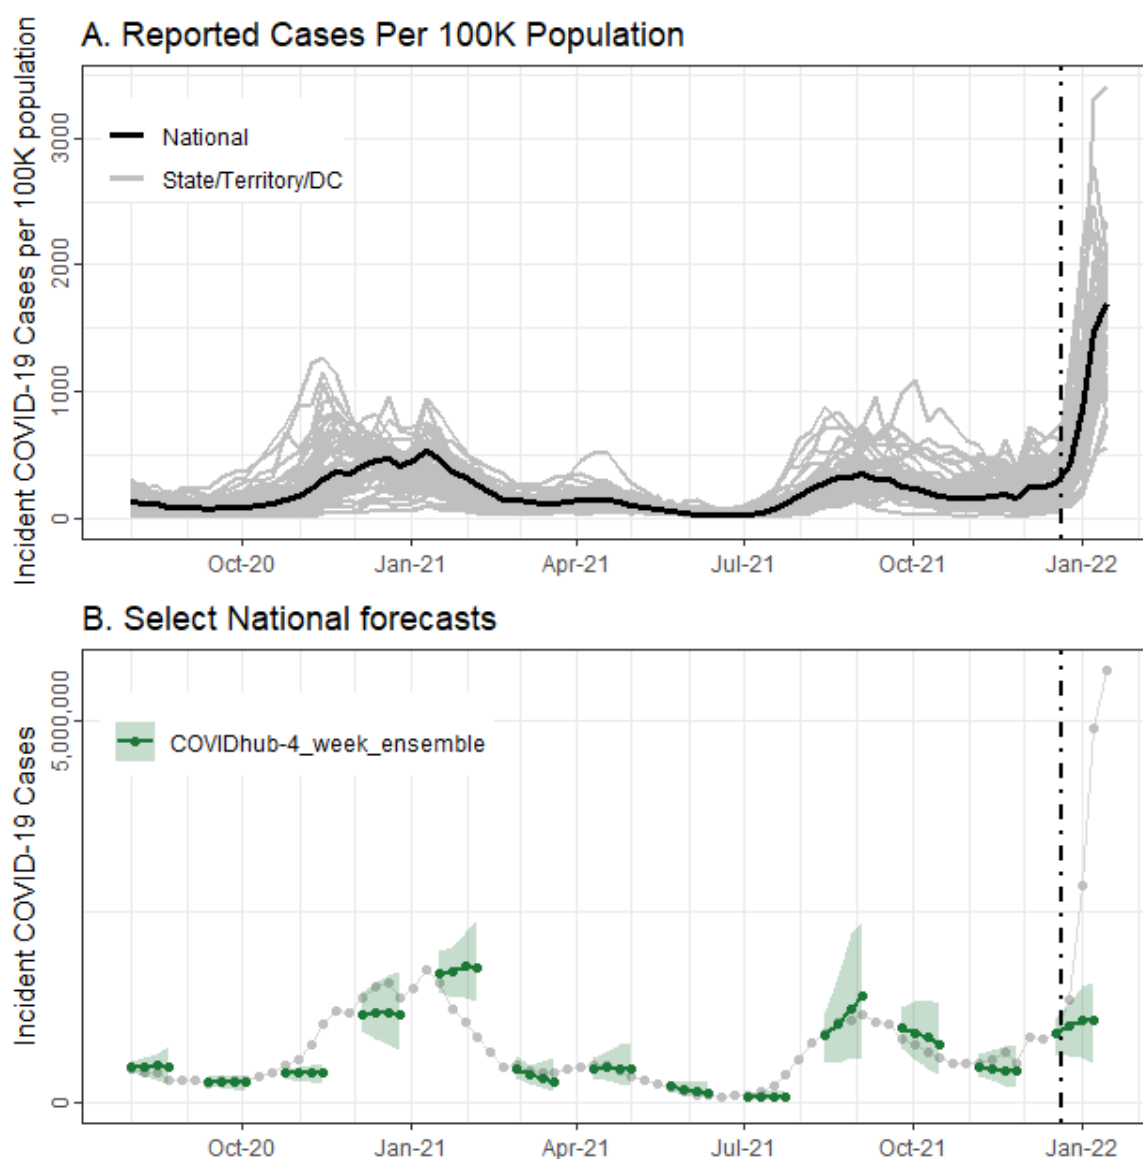 A. Reported Cases Per 100K Population
Incident COVID-19 Cases per 100K population
3000
2000
1000
0
National
State/Territory/DC
Oct-20 Jan-21 Apr-21 Jul-21 Oct-21 Jan-22
B. Select National forecasts
Incident COVID-19 Cases
5,000,000
0
COVIDhub-4_week_ensemble
Oct-20 Jan-21 Apr-21 Jul-21 Oct-21 Jan-22